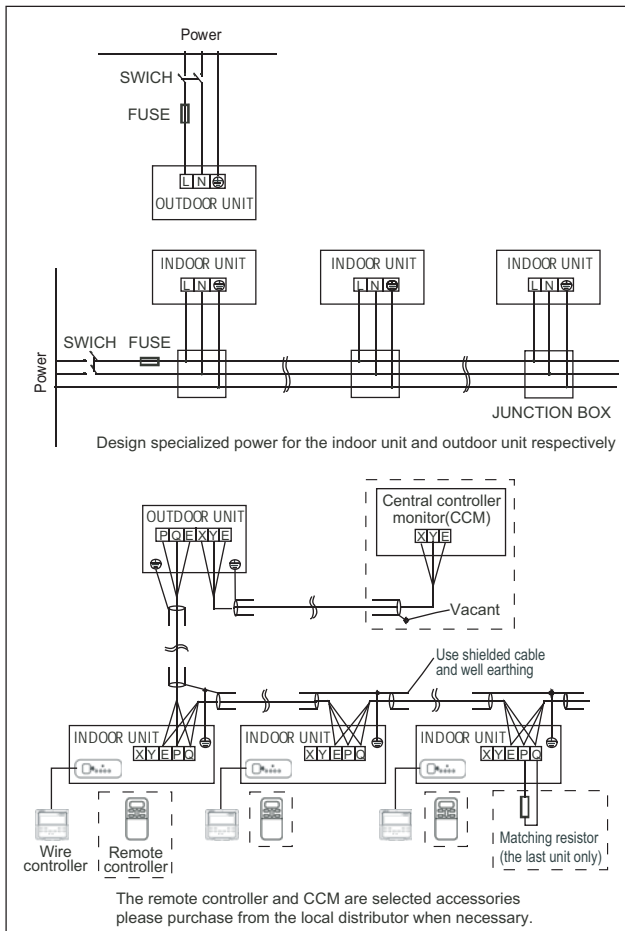 Power
SWICH
FUSE
L N
OUTDOOR UNIT
INDOOR UNIT
INDOOR UNIT
INDOOR UNIT
L N
L N
L N
SWICH
FUSE
Power
JUNCTION BOX
Design specialized power for the indoor unit and outdoor unit respectively
OUTDOOR UNIT
P Q E X Y E
Central controller
monitor(CCM)
X Y E
Vacant
Use shielded cable
and well earthing
INDOOR UNIT
X Y E P Q
INDOOR UNIT
X Y E P Q
INDOOR UNIT
X Y E P Q
Wire
controller
Remote
controller
Matching resistor
(the last unit only)
The remote controller and CCM are selected accessories
please purchase from the local distributor when necessary.